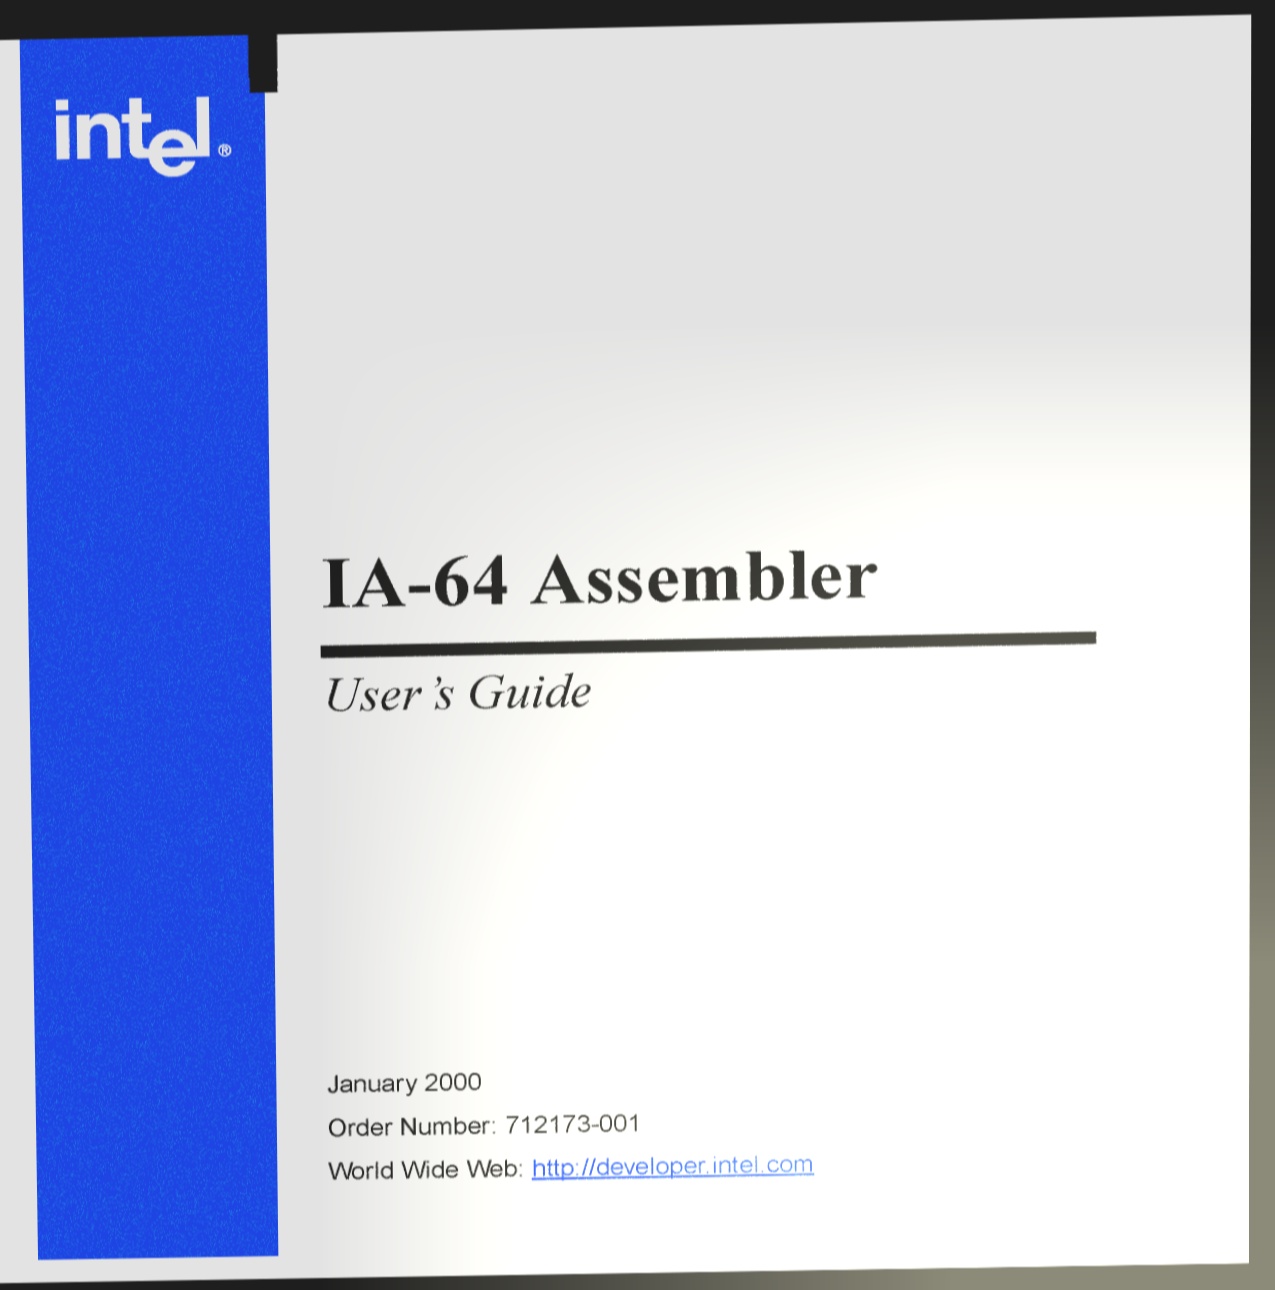 intel®
IA-64 Assembler
User's Guide
January 2000
Order Number: 712173-001
World Wide Web: http://developer.intel.com